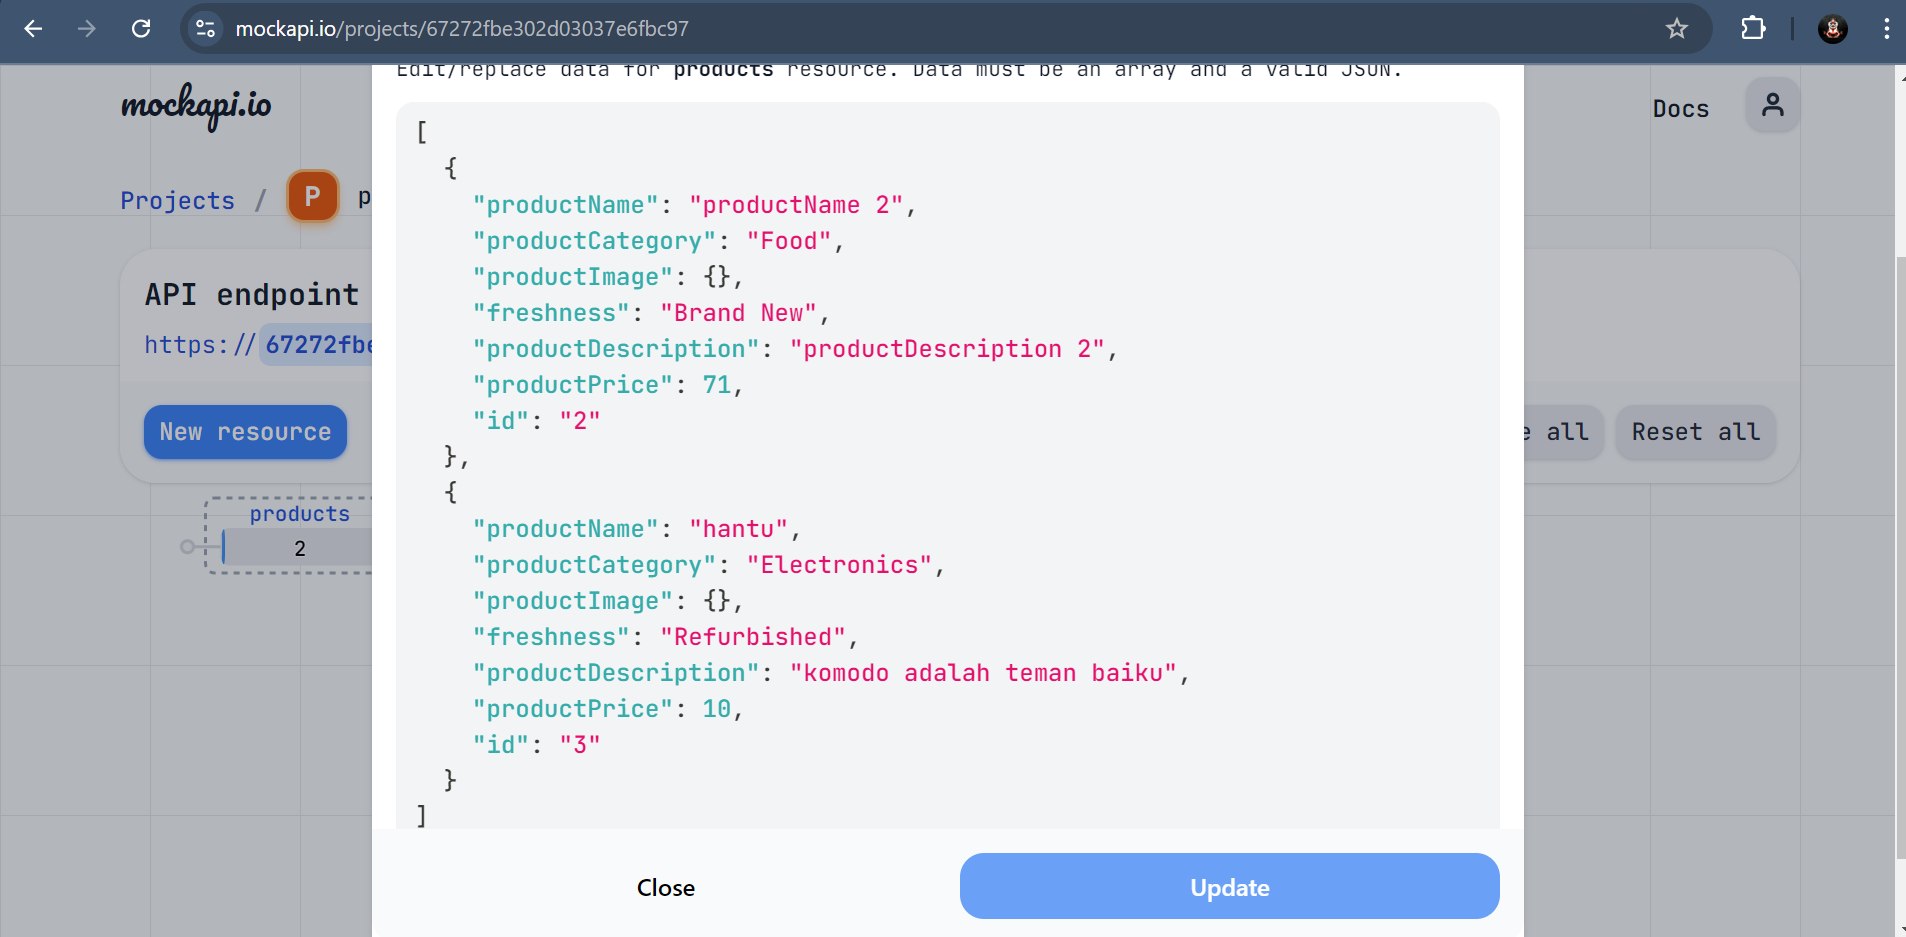 mockapi.io/projects/67272fbe302d03037e6fbc97
Edit/replace data for products resource. Data must be an array and a valid JSON.
mockapi.io
Docs
Projects / P p
API endpoint
https://67272fbe
New resource
e all
Reset all
products
2
[
{
"productName": "productName 2",
"productCategory": "Food",
"productImage": {},
"freshness": "Brand New",
"productDescription": "productDescription 2",
"productPrice": 71,
"id": "2"
},
{
"productName": "hantu",
"productCategory": "Electronics",
"productImage": {},
"freshness": "Refurbished",
"productDescription": "komodo adalah teman baiku",
"productPrice": 10,
"id": "3"
}
]
Close
Update